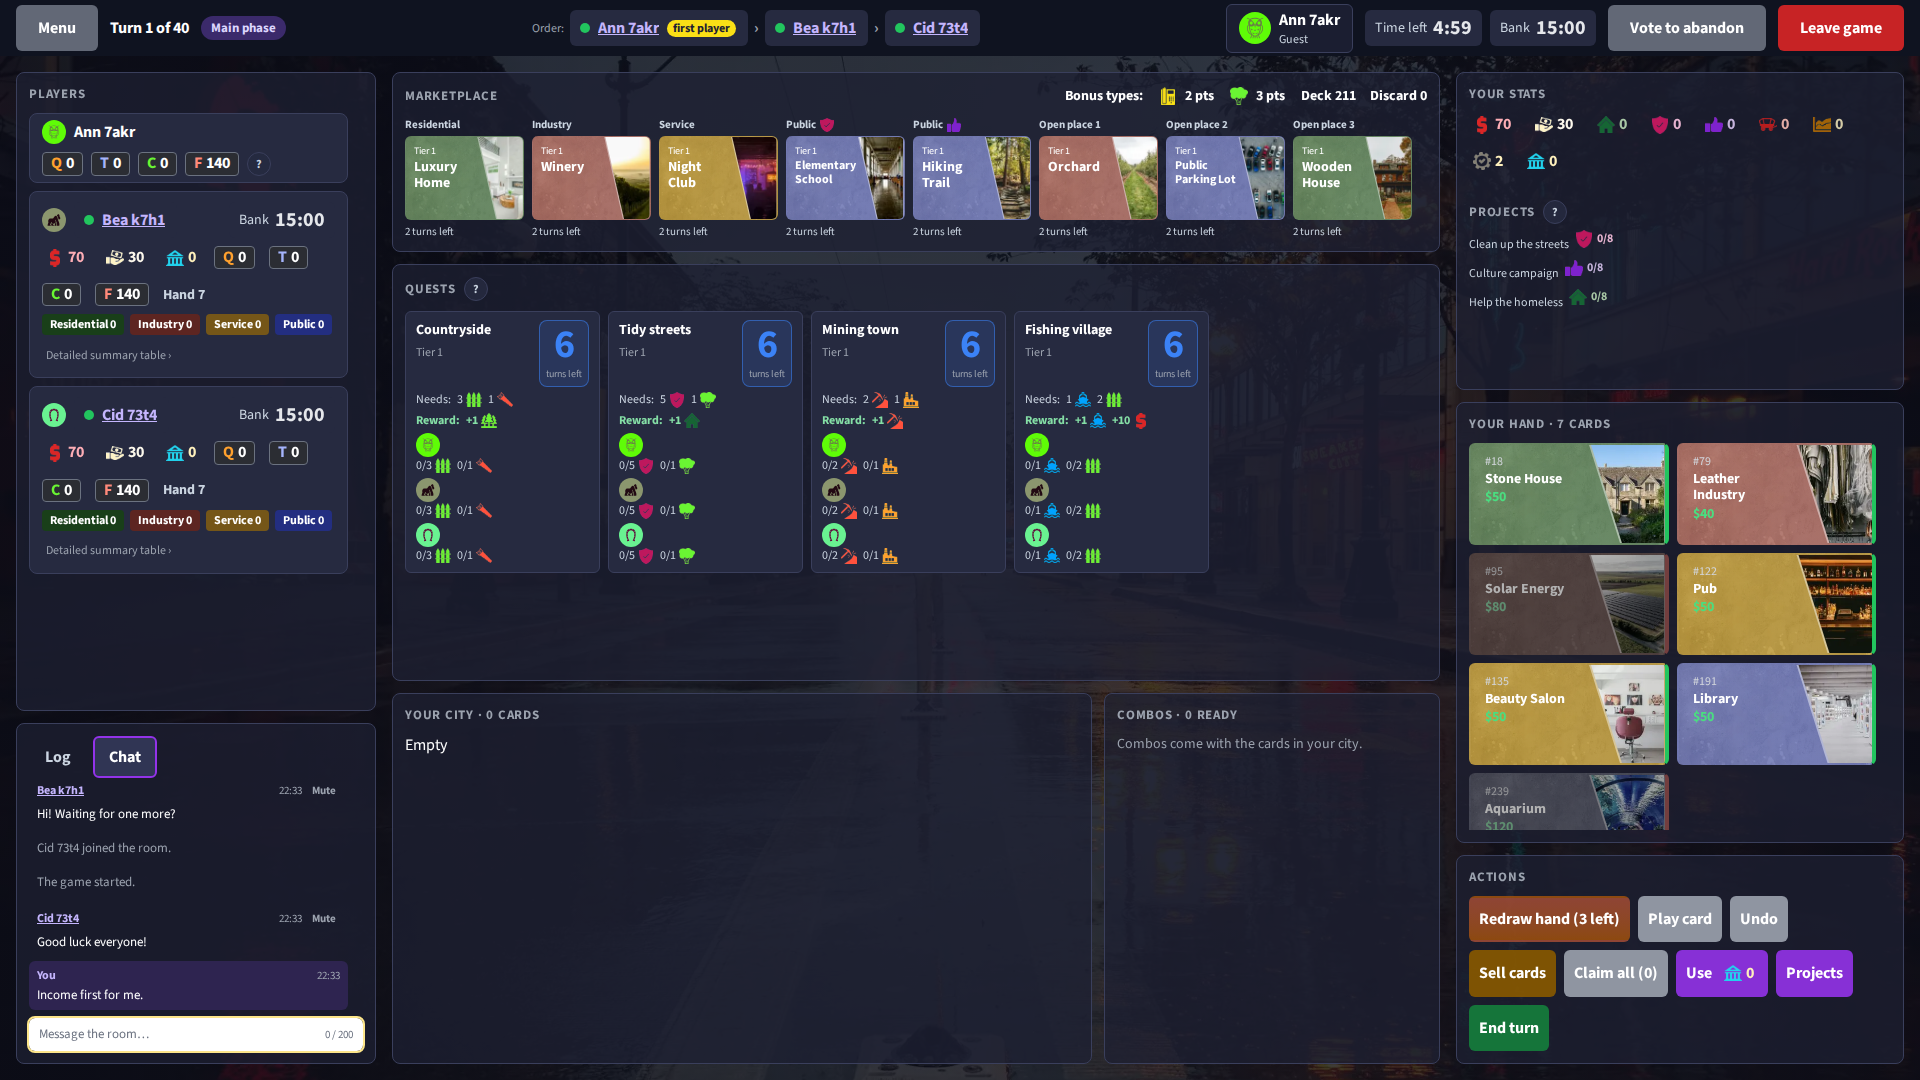 Menu
Turn 1 of 40
Main phase
Order:
Ann 7akr
first player
›
Bea k7h1
›
Cid 73t4
Ann 7akr
Guest
Time left 4:59
Bank 15:00
Vote to abandon
Leave game
PLAYERS
Ann 7akr
Q 0
T 0
C 0
F 140
?
Bea k7h1
Bank 15:00
70
30
0
Q 0
T 0
C 0
F 140
Hand 7
Residential 0
Industry 0
Service 0
Public 0
Detailed summary table ›
Cid 73t4
Bank 15:00
70
30
0
Q 0
T 0
C 0
F 140
Hand 7
Residential 0
Industry 0
Service 0
Public 0
Detailed summary table ›
Log
Chat
Bea k7h1
22:33
Mute
Hi! Waiting for one more?
Cid 73t4 joined the room.
The game started.
Cid 73t4
22:33
Mute
Good luck everyone!
You
22:33
Income first for me.
Message the room…
0 / 200
MARKETPLACE
Bonus types:
2 pts
3 pts
Deck 211
Discard 0
Residential
Tier 1
Luxury
Home
2 turns left
Industry
Tier 1
Winery
2 turns left
Service
Tier 1
Night
Club
2 turns left
Public
Tier 1
Elementary
School
2 turns left
Public
Tier 1
Hiking
Trail
2 turns left
Open place 1
Tier 1
Orchard
2 turns left
Open place 2
Tier 1
Public
Parking Lot
2 turns left
Open place 3
Tier 1
Wooden
House
2 turns left
QUESTS
?
Countryside
Tier 1
6
turns left
Needs: 3 1
Reward: +1
0/3 0/1
0/3 0/1
0/3 0/1
Tidy streets
Tier 1
6
turns left
Needs: 5 1
Reward: +1
0/5 0/1
0/5 0/1
0/5 0/1
Mining town
Tier 1
6
turns left
Needs: 2 1
Reward: +1
0/2 0/1
0/2 0/1
0/2 0/1
Fishing village
Tier 1
6
turns left
Needs: 1 2
Reward: +1 +10
0/1 0/2
0/1 0/2
0/1 0/2
YOUR CITY · 0 CARDS
Empty
COMBOS · 0 READY
Combos come with the cards in your city.
YOUR STATS
70
30
0
0
0
0
0
2
0
PROJECTS
?
Clean up the streets 0/8
Culture campaign 0/8
Help the homeless 0/8
YOUR HAND · 7 CARDS
#18
Stone House
$50
#79
Leather
Industry
$40
#95
Solar Energy
$80
#122
Pub
$50
#135
Beauty Salon
$50
#191
Library
$50
#239
Aquarium
$120
ACTIONS
Redraw hand (3 left)
Play card
Undo
Sell cards
Claim all (0)
Use 0
Projects
End turn